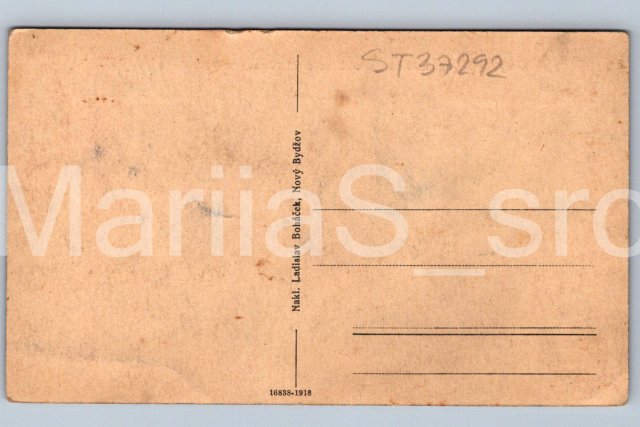 ST37292
Nakl. Ladislav Boháček, Nový Bydžov
MariiaS_sro
16838-1918